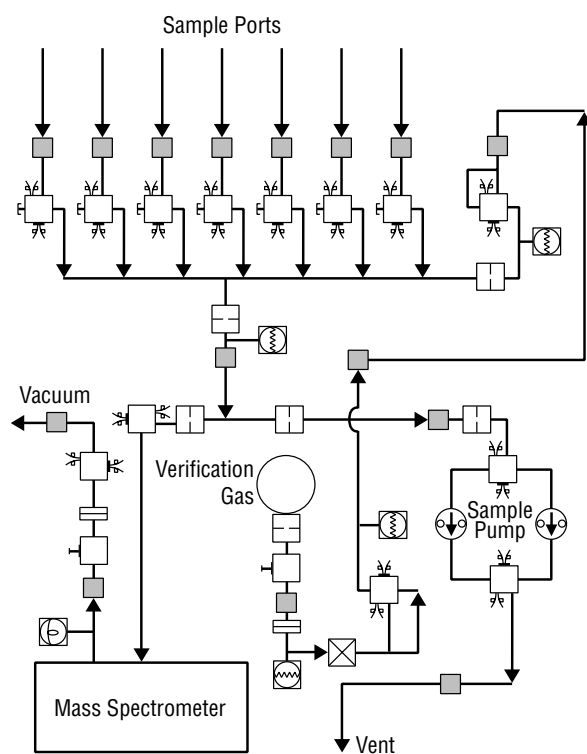 Sample Ports
Vacuum
Verification
Gas
Sample
Pump
Mass Spectrometer
Vent